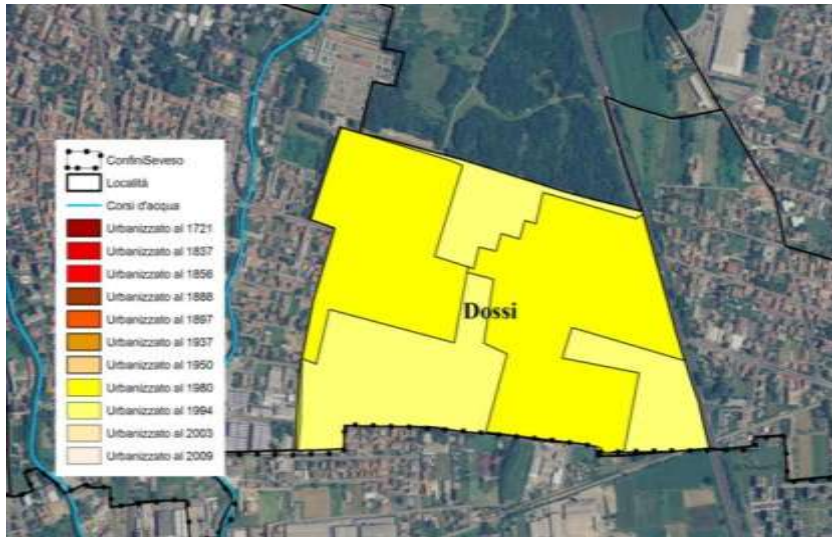 ConfiniSeveso
Località
Corsi d'acqua
Urbanizzato al 1721
Urbanizzato al 1837
Urbanizzato al 1856
Urbanizzato al 1888
Urbanizzato al 1897
Urbanizzato al 1937
Urbanizzato al 1950
Urbanizzato al 1980
Urbanizzato al 1994
Urbanizzato al 2003
Urbanizzato al 2009
Dossi